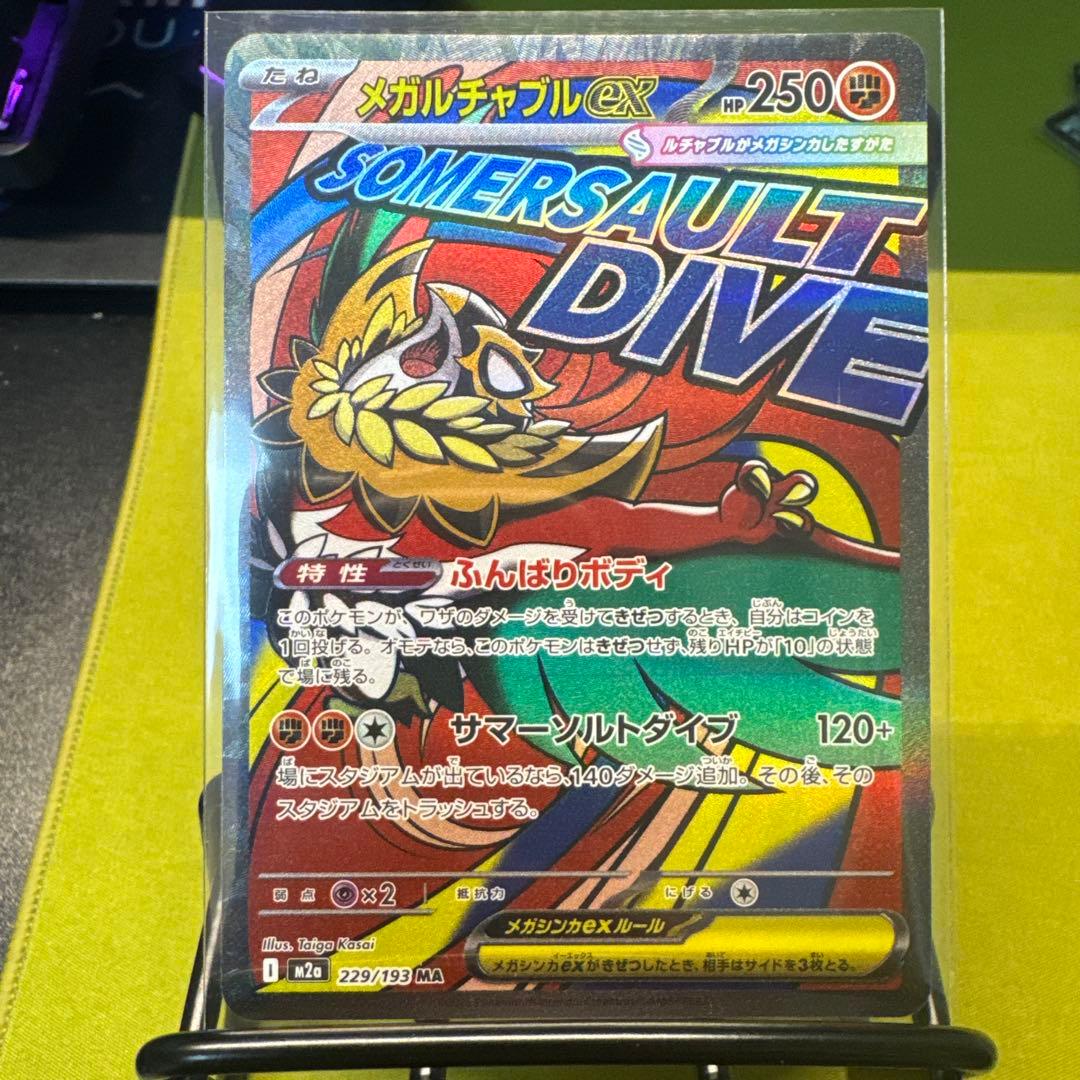 たね メガルチャブルex HP250
ルチャブルがメガシンカしたすがた
SOMERSAULT
DIVE
特性 とくせい ふんばりボディ
このポケモンが、ワザのダメージを受けてきぜつするとき、自分はコインを
1回投げる。オモテなら、このポケモンはきぜつせず、残りHPが「10」の状態
で場に残る。
サマーソルトダイブ 120+
場にスタジアムが出ているなら、140ダメージ追加。その後、その
スタジアムをトラッシュする。
弱点 ×2 抵抗力 にげる
メガシンカexルール
メガシンカexがきぜつしたとき、相手はサイドを3枚とる。
Illus. Taiga Kasai
I M2a 229/193 MA